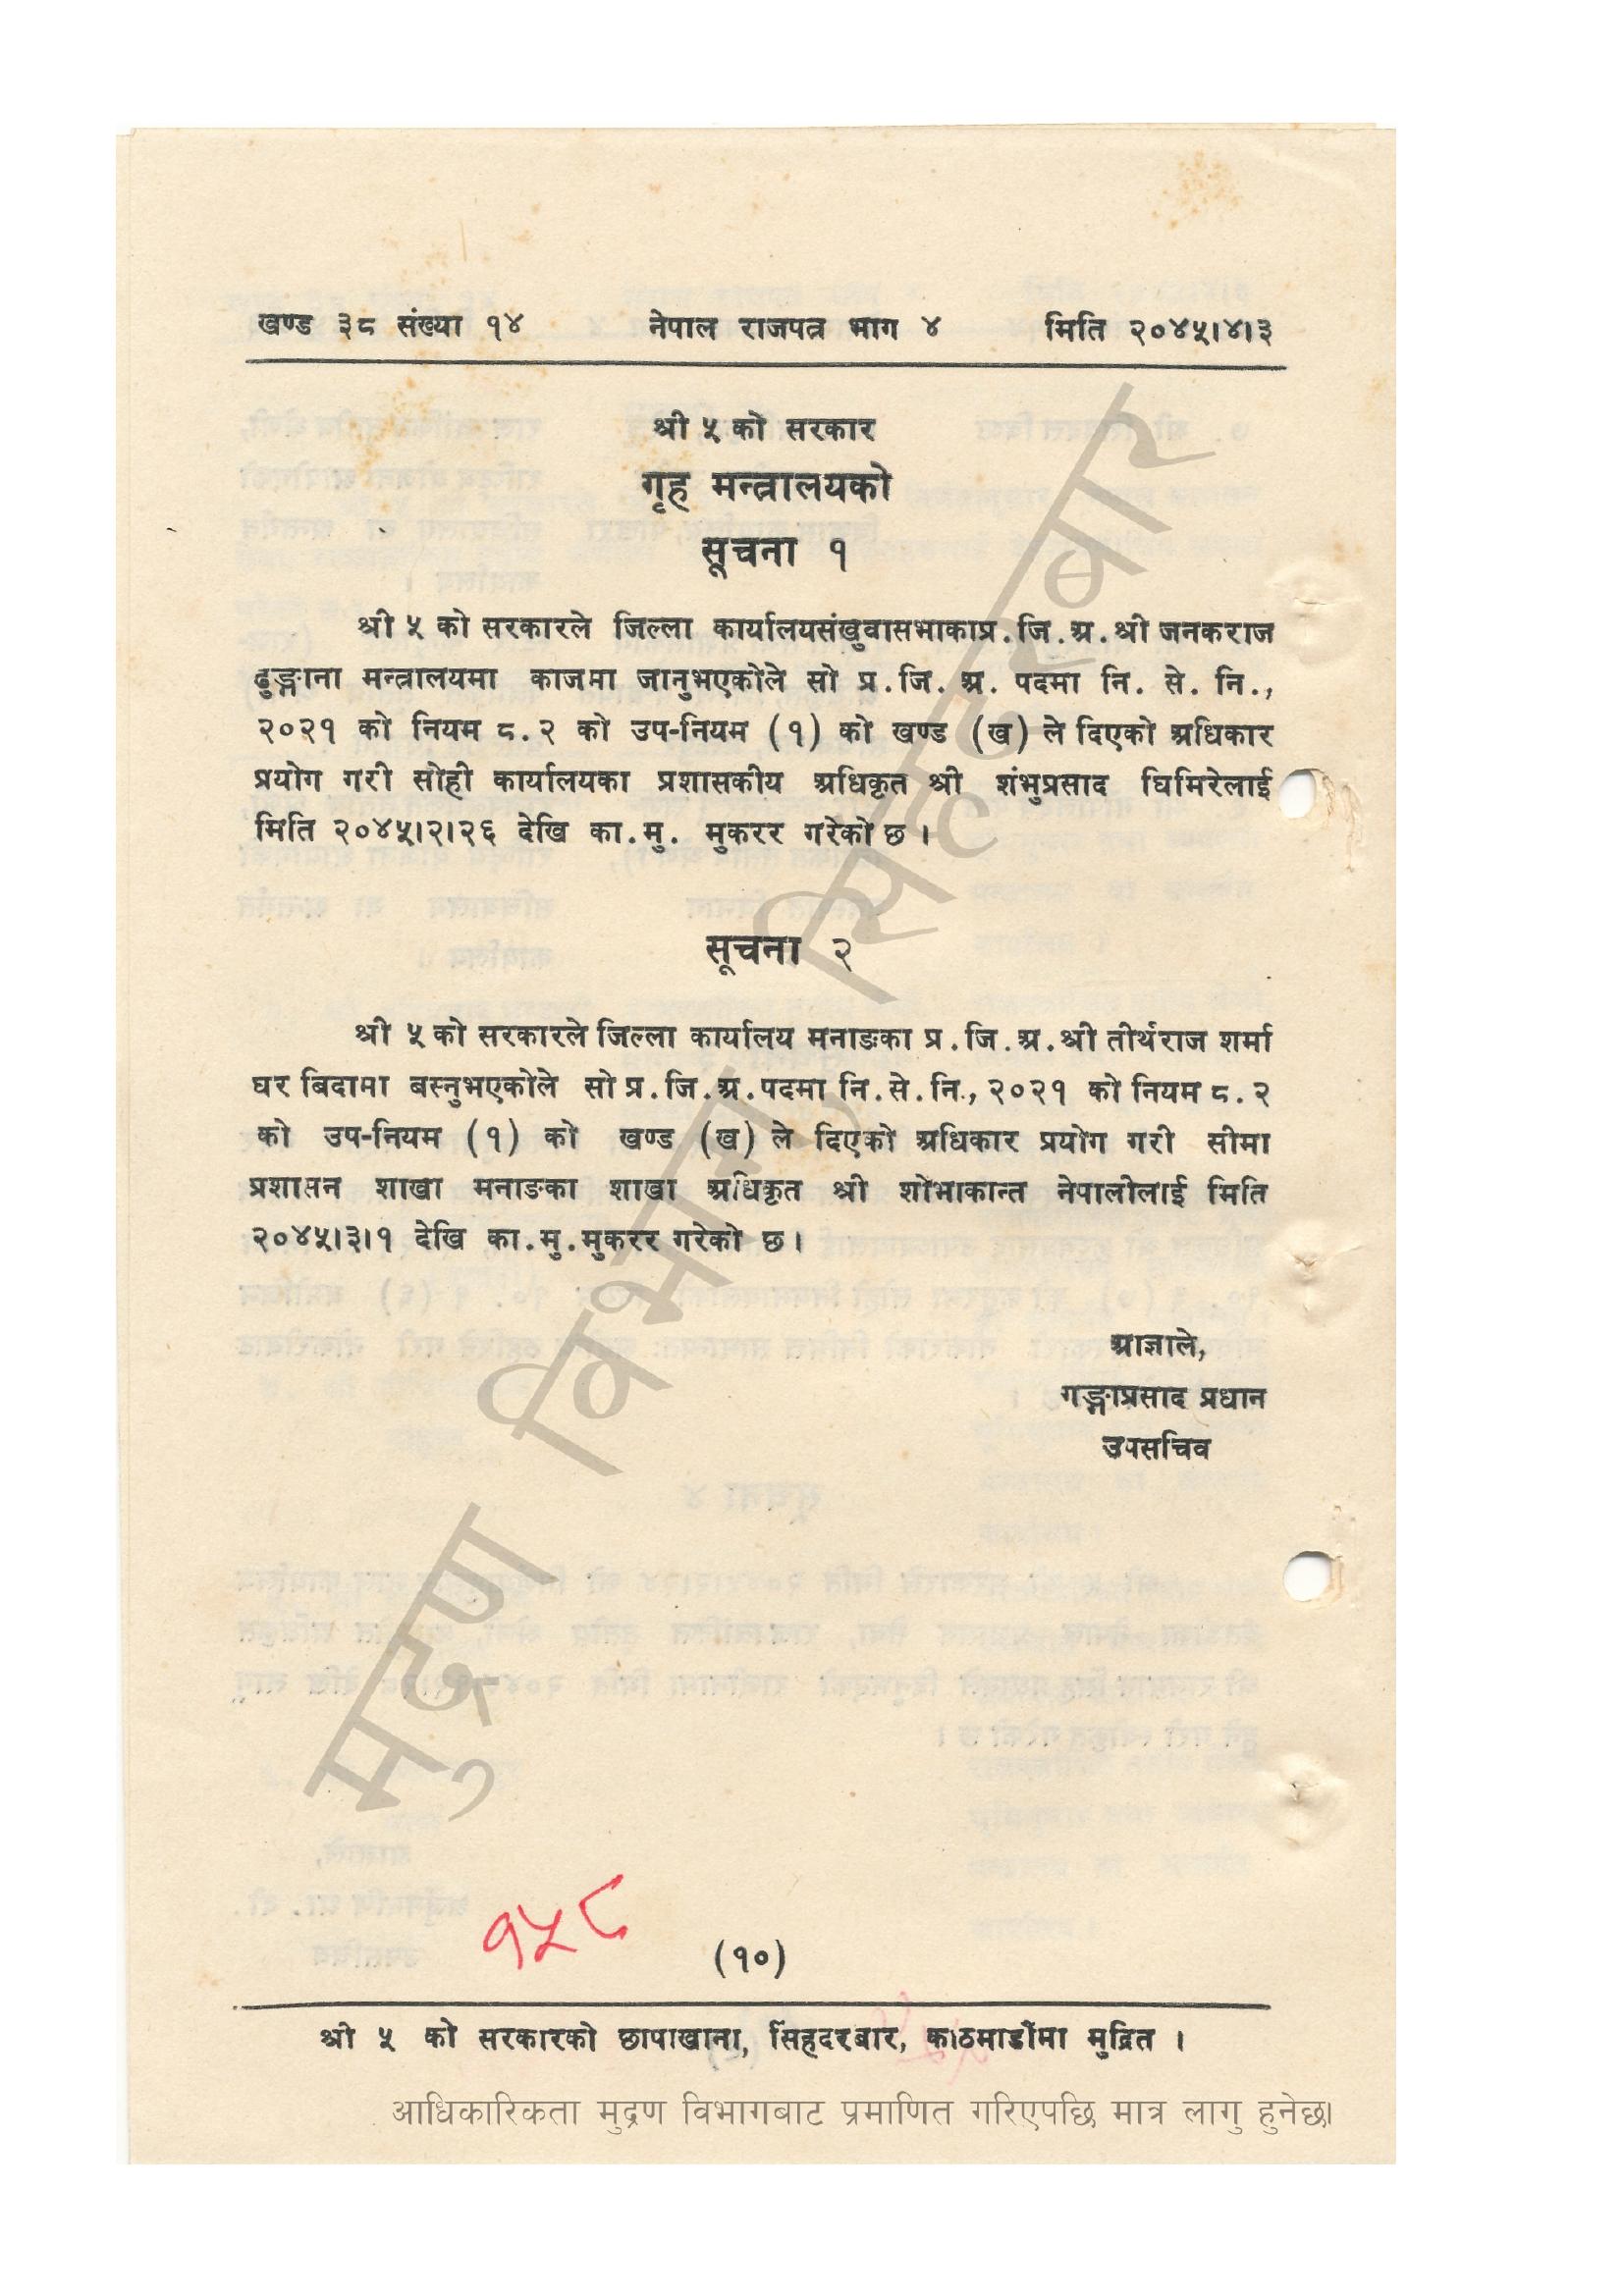 खण्ड ३८ संख्या १४ नेपाल राजपत्र भाग ४ मिति २०४५।४।३
श्री ५ को सरकार
गृह मन्त्रालयको
सूचना १
श्री ५ को सरकारले जिल्ला कार्यालयसंखुवासभाकाप्र.जि.अ.श्री जनकराज
ढुङ्गाना मन्त्रालयमा काजमा जानुभएकोले सो प्र.जि.अ. पदमा नि. से. नि.,
२०२१ को नियम ८.२ को उप-नियम (१) को खण्ड (ख) ले दिएको अधिकार
प्रयोग गरी सोही कार्यालयका प्रशासकीय अधिकृत श्री शंभुप्रसाद घिमिरेलाई
मिति २०४५।२।२६ देखि का.मु. मुकरर गरेको छ ।
सूचना २
श्री ५ को सरकारले जिल्ला कार्यालय मनाङका प्र.जि.अ.श्री तीर्थराज शर्मा
घर बिदामा बस्नुभएकोले सो प्र.जि.अ.पदमा नि.से.नि., २०२१ को नियम ८.२
को उप-नियम (१) को खण्ड (ख) ले दिएको अधिकार प्रयोग गरी सीमा
प्रशासन शाखा मनाङका शाखा अधिकृत श्री शोभाकान्त नेपालीलाई मिति
२०४५।३।१ देखि का.मु.मुकरर गरेको छ ।
आज्ञाले,
गङ्गाप्रसाद प्रधान
उपसचिव
मुद्रण विभाग, सिंहदरबार
१५८
(१०)
श्री ५ को सरकारको छापाखाना, सिंहदरबार, काठमाडौंमा मुद्रित ।
आधिकारिकता मुद्रण विभागबाट प्रमाणित गरिएपछि मात्र लागु हुनेछ।